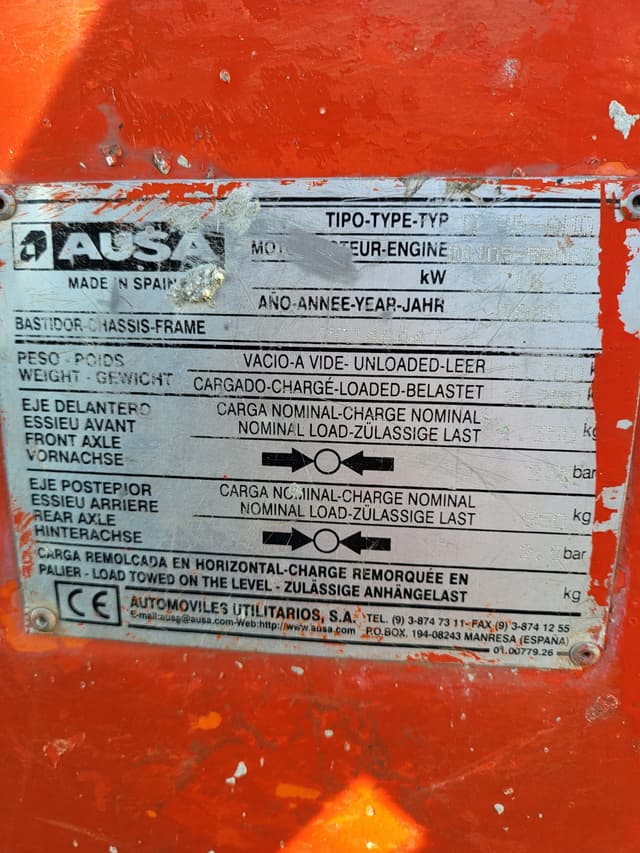 AUSA
MADE IN SPAIN
TIPO-TYPE-TYP
ENGINE
kW
AÑO-ANNEE-YEAR-JAHR
BASTIDOR-CHASSIS-FRAME
PESO - POIDS
WEIGHT - GEWICHT
VACIO-A VIDE- UNLOADED-LEER
CARGADO-CHARGÉ-LOADED-BELASTET
EJE DELANTERO
ESSIEU AVANT
FRONT AXLE
VORNACHSE
CARGA NOMINAL-CHARGE NOMINAL
NOMINAL LOAD-ZÜLASSIGE LAST
kg
bar
EJE POSTERIOR
ESSIEU ARRIERE
REAR AXLE
HINTERACHSE
CARGA NOMINAL-CHARGE NOMINAL
NOMINAL LOAD-ZÜLASSIGE LAST
kg
bar
CARGA REMOLCADA EN HORIZONTAL-CHARGE REMORQUÉE EN
PALIER - LOAD TOWED ON THE LEVEL - ZULÄSSIGE ANHÄNGELAST
kg
CE
AUTOMOVILES UTILITARIOS, S.A.
E-mail:ausa@ausa.com-Web:http://www.ausa.com
TEL. (9) 3-874 73 11-FAX (9) 3-874 12 55
P.O.BOX. 194-08243 MANRESA (ESPAÑA)
01.00779.26